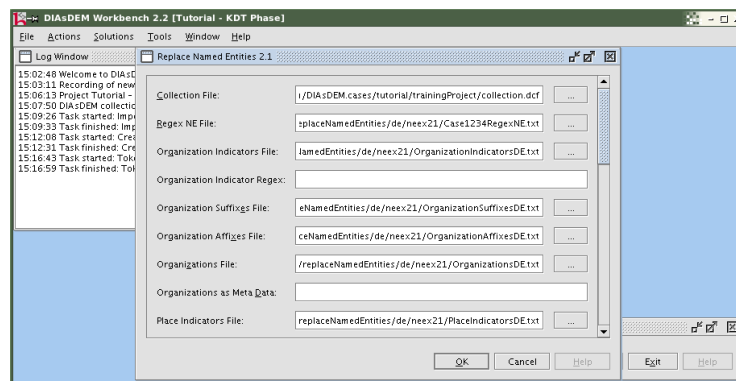 DIAsDEM Workbench 2.2 [Tutorial - KDT Phase]
File Actions Solutions Tools Window Help
Log Window
15:02:48 Welcome to DIAsD
15:03:11 Recording of new
15:06:13 Project Tutorial -
15:07:50 DIAsDEM collectic
15:09:26 Task started: Impo
15:09:33 Task finished: Imp
15:12:08 Task started: Crea
15:12:31 Task finished: Cre
15:16:43 Task started: Toke
15:16:59 Task finished: Tok
Replace Named Entities 2.1
Collection File: ı/DIAsDEM.cases/tutorial/trainingProject/collection.dcf ...
Regex NE File: eplaceNamedEntities/de/neex21/Case1234RegexNE.txt ...
Organization Indicators File: lamedEntities/de/neex21/OrganizationIndicatorsDE.txt ...
Organization Indicator Regex:
Organization Suffixes File: eNamedEntities/de/neex21/OrganizationSuffixesDE.txt ...
Organization Affixes File: ceNamedEntities/de/neex21/OrganizationAffixesDE.txt ...
Organizations File: /replaceNamedEntities/de/neex21/OrganizationsDE.txt ...
Organizations as Meta Data:
Place Indicators File: replaceNamedEntities/de/neex21/PlaceIndicatorsDE.txt ...
OK Cancel Help
Exit Help